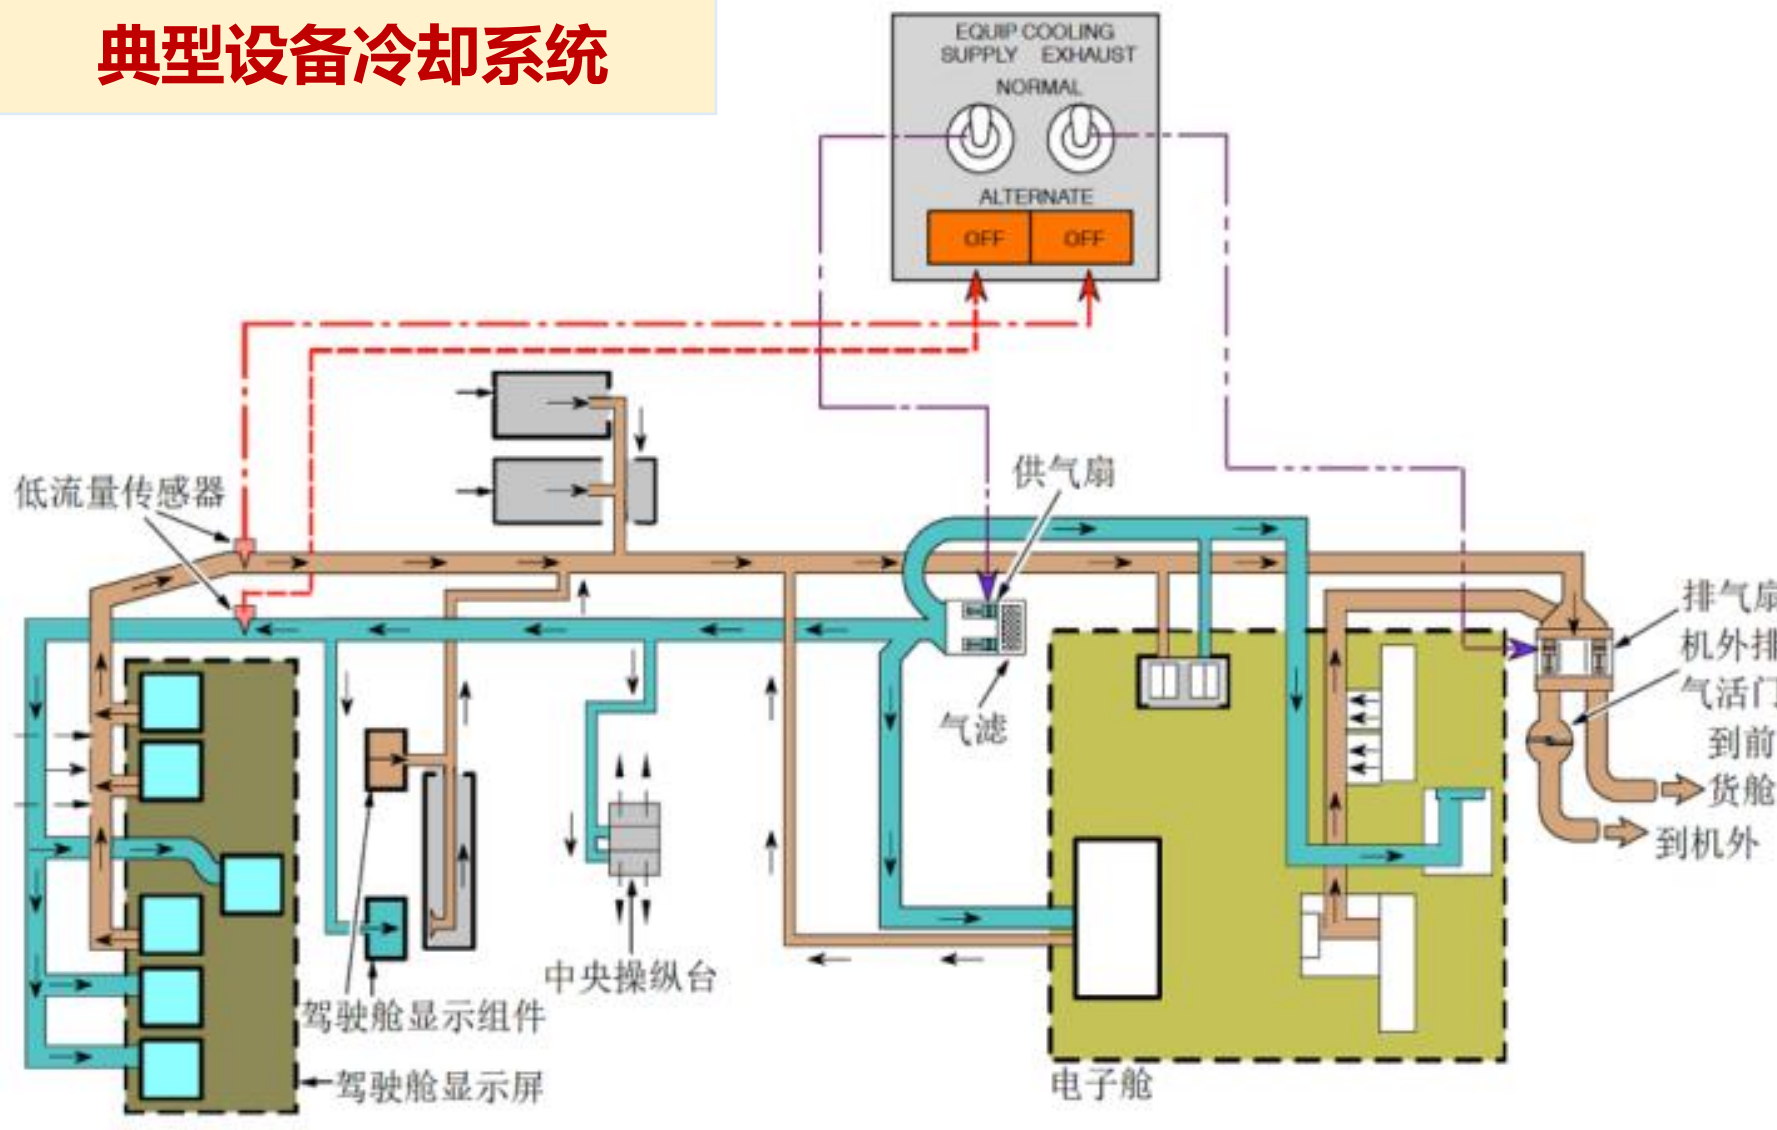 典型设备冷却系统
EQUIP COOLING
SUPPLY EXHAUST
NORMAL
ALTERNATE
OFF OFF
低流量传感器
供气扇
排气扇
机外排
气活门
气滤
到前
货舱
到机外
中央操纵台
驾驶舱显示组件
驾驶舱显示屏
电子舱